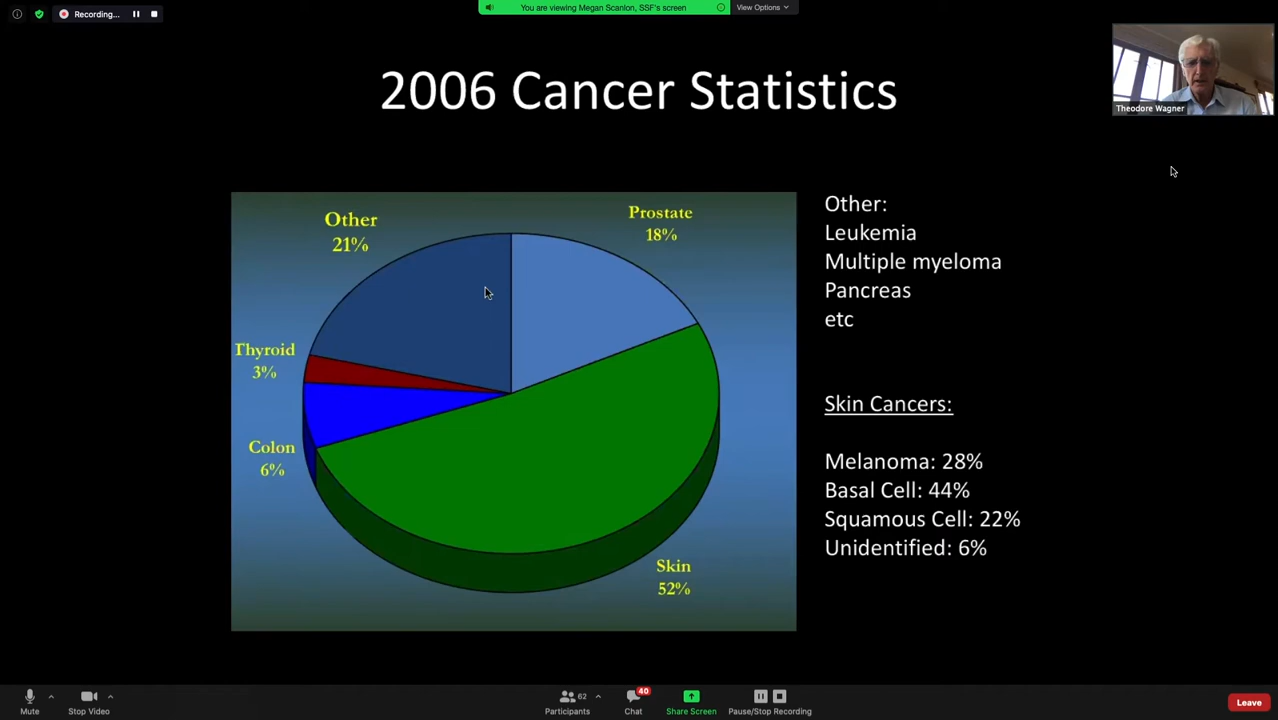 Recording...
You are viewing Megan Scanlon, SSF's screen
View Options
2006 Cancer Statistics
Theodore Wagner
Other
21%
Prostate
18%
Thyroid
3%
Colon
6%
Skin
52%
Other:
Leukemia
Multiple myeloma
Pancreas
etc
Skin Cancers:
Melanoma: 28%
Basal Cell: 44%
Squamous Cell: 22%
Unidentified: 6%
Mute
Stop Video
62
Participants
40
Chat
Share Screen
Pause/Stop Recording
Leave